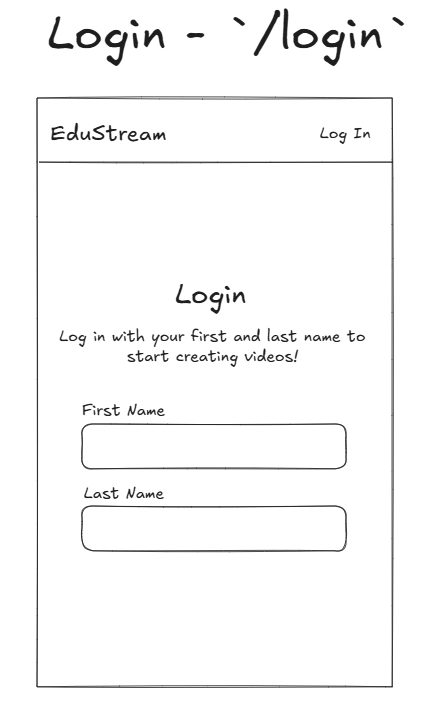 Login - `/login`
EduStream
Log In
Login
Log in with your first and last name to
start creating videos!
First Name
Last Name